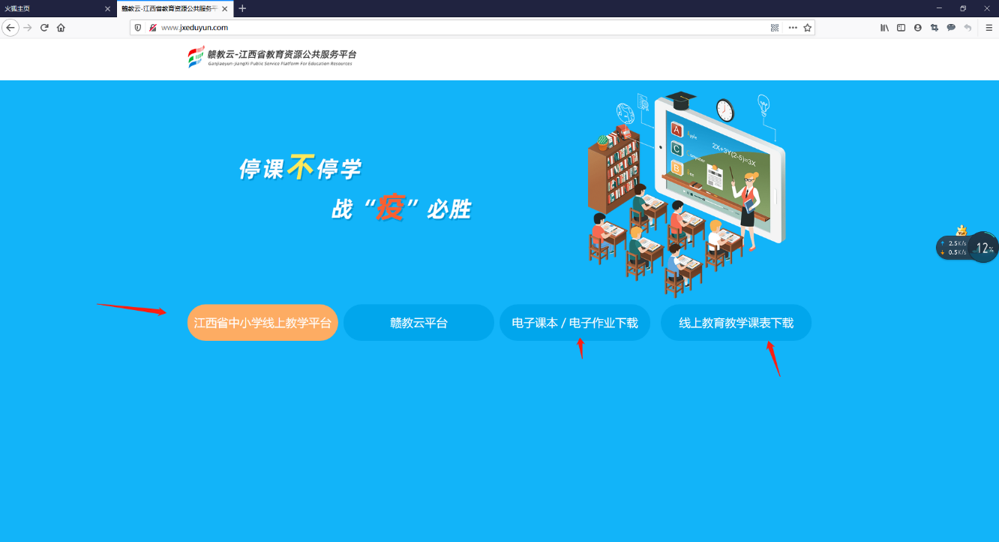 火狐主页
赣教云-江西省教育资源公共服务平
www.jxeduyun.com
赣教云-江西省教育资源公共服务平台
Ganjiaoyun-JiangXi Public Service Platform For Education Resources
停课不停学
战“疫”必胜
A
Apple
C
Computer
B
2X+3Y(2-5)=3X
2.5K/s
0.5K/s
12%
江西省中小学线上教学平台
赣教云平台
电子课本 / 电子作业下载
线上教育教学课表下载